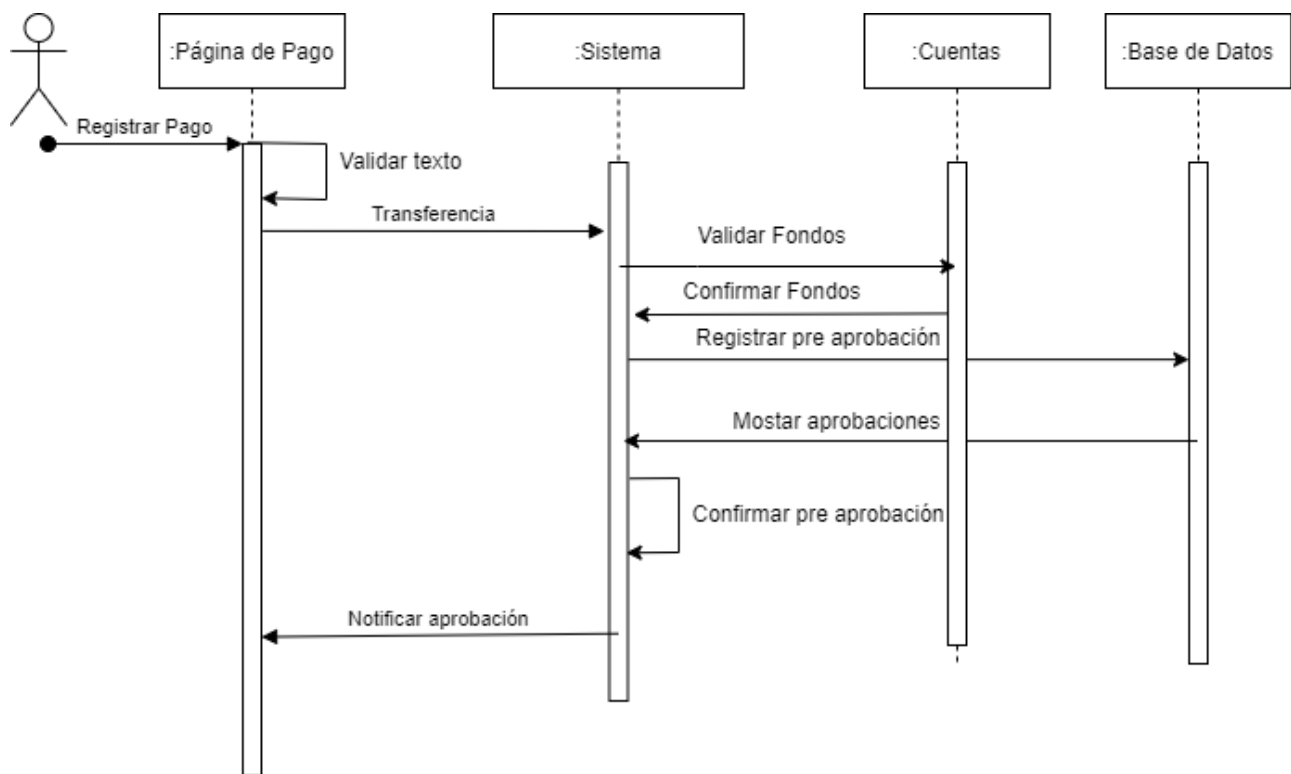 :Página de Pago
:Sistema
:Cuentas
:Base de Datos
Registrar Pago
Validar texto
Transferencia
Validar Fondos
Confirmar Fondos
Registrar pre aprobación
Mostar aprobaciones
Confirmar pre aprobación
Notificar aprobación